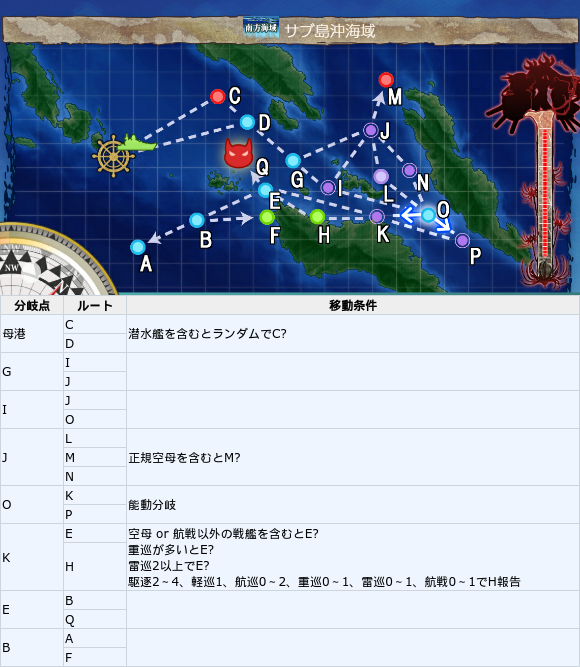 南方海域 サブ島沖海域
C
M
D
J
Q
G
N
I
L
E
O
B
F
H
K
P
A
NW
分岐点 ルート 移動条件
母港 C 潜水艦を含むとランダムでC?
D
G I
J
I J
O
J L 正規空母を含むとM?
M
N
O K 能動分岐
P
K E 空母 or 航戦以外の戦艦を含むとE?
H 重巡が多いとE?
雷巡2以上でE?
駆逐2~4、軽巡1、航巡0~2、重巡0~1、雷巡0~1、航戦0~1でH報告
E B
Q
B A
F